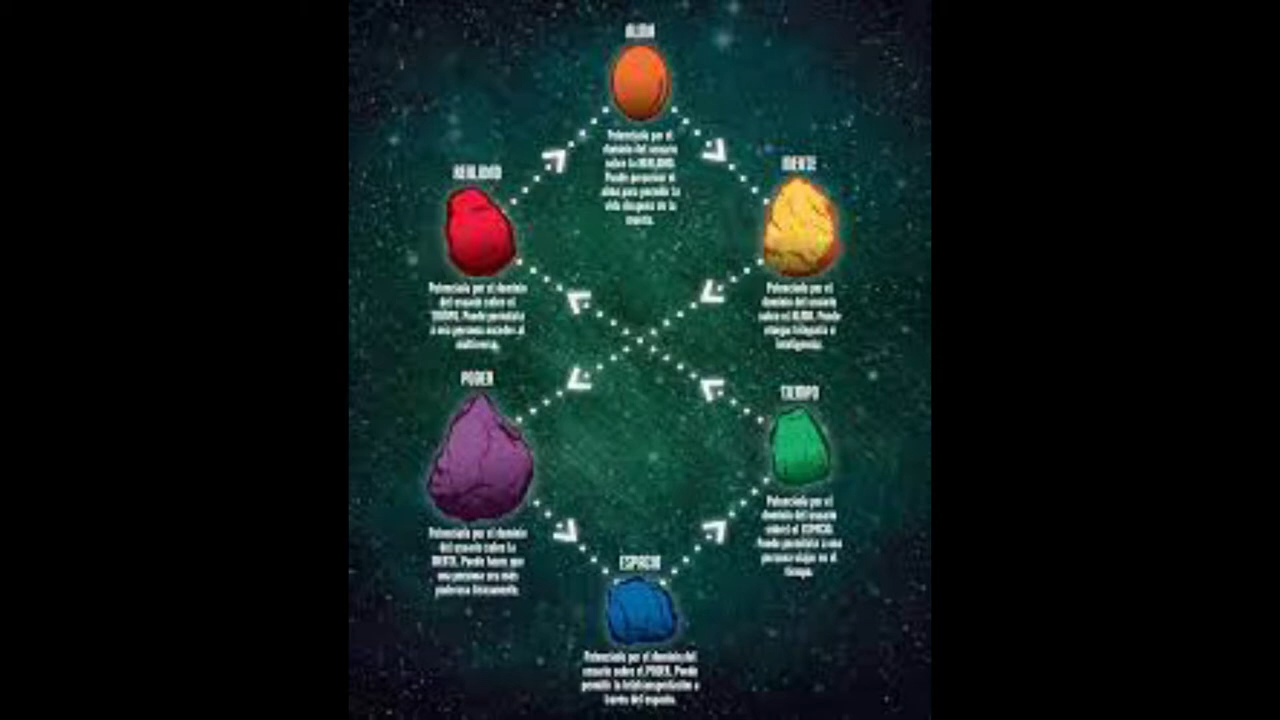 ALMA
Potenciada por el
dominio del usuario
sobre la REALIDAD.
Puede perpetuar el
alma para permitir la
vida después de la
muerte.
REALIDAD
MENTE
Potenciada por el dominio
del usuario sobre el
TIEMPO. Puede permitirle
a una persona acceder al
multiverso.
Potenciada por el
dominio del usuario
sobre el ALMA. Puede
otorgar telepatía e
inteligencia.
PODER
TIEMPO
Potenciada por el dominio
del usuario sobre la
MENTE. Puede hacer que
una persona sea más
poderosa físicamente.
Potenciada por el
dominio del usuario
sobre el ESPACIO.
Puede permitirle a una
persona viajar en el
tiempo.
ESPACIO
Potenciada por el dominio del
usuario sobre el PODER. Puede
permitir la teletransportación a
través del espacio.